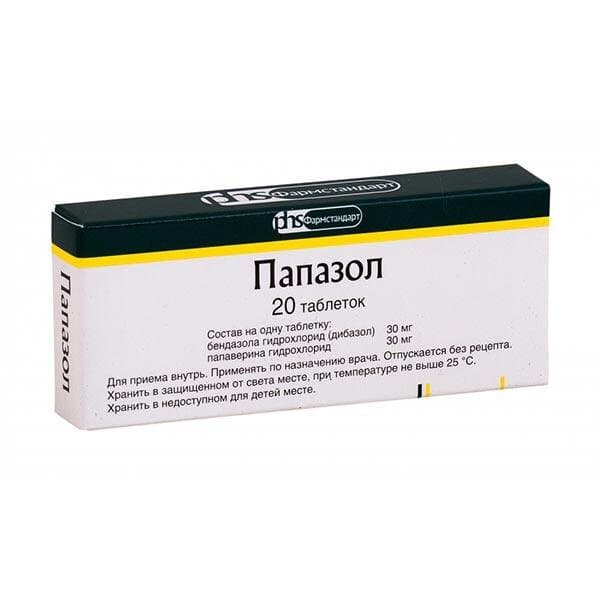 phs Фармстандарт
phs Фармстандарт
Папазол
Папазол
20 таблеток
Состав на одну таблетку:
бендазола гидрохлорид (дибазол) 30 мг
папаверина гидрохлорид 30 мг
Для приема внутрь. Применять по назначению врача. Отпускается без рецепта.
Хранить в защищенном от света месте, при температуре не выше 25 °С.
Хранить в недоступном для детей месте.